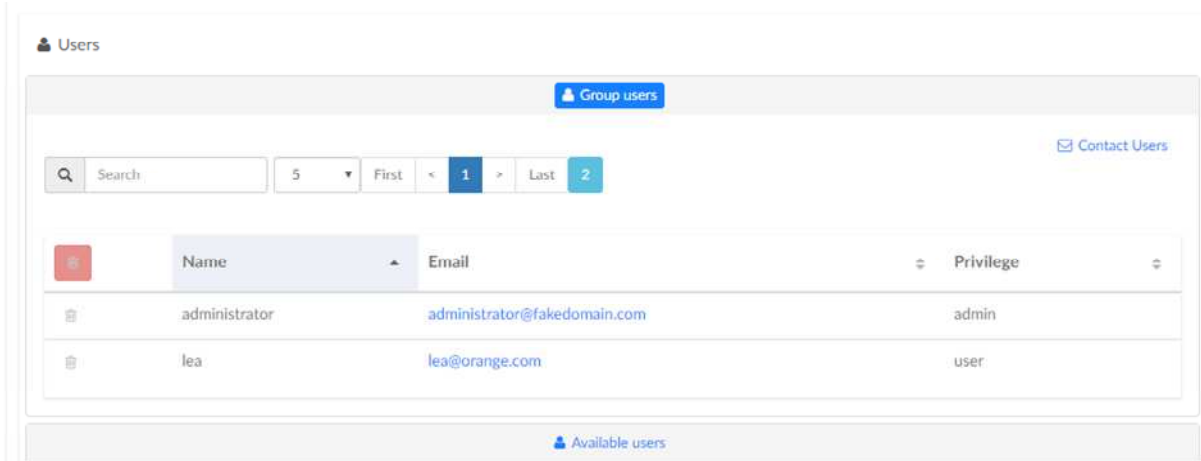 Users
Group users
Contact Users
Search 5 First < 1 > Last 2
Name Email Privilege
administrator administrator@fakedomain.com admin
lea lea@orange.com user
Available users